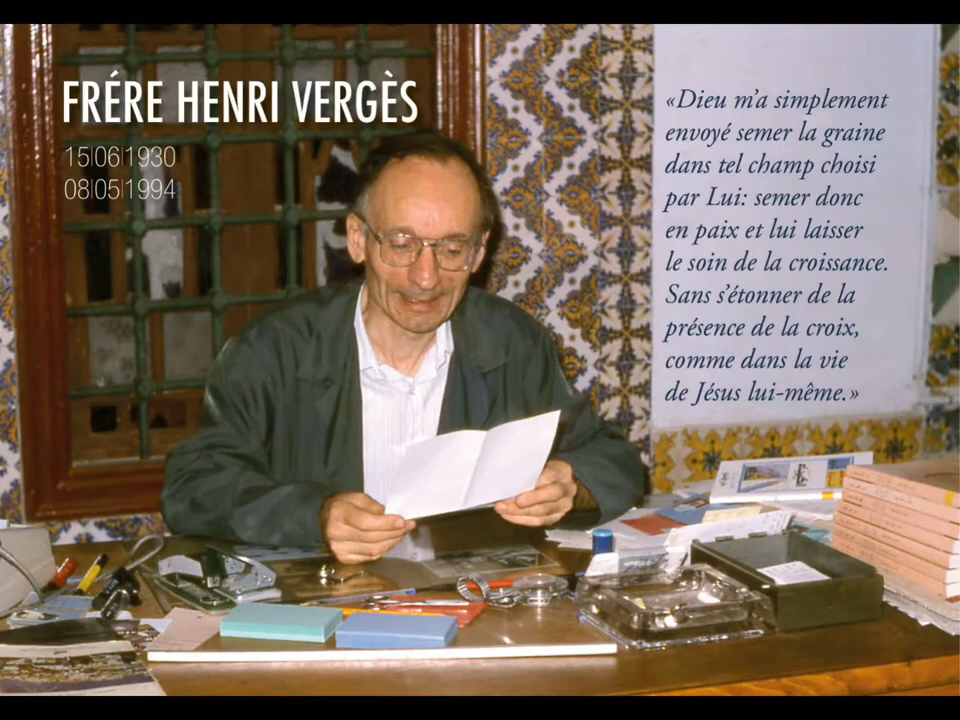 FRÉRE HENRI VERGÈS
15|06|1930
08|05|1994
«Dieu m'a simplement
envoyé semer la graine
dans tel champ choisi
par Lui: semer donc
en paix et lui laisser
le soin de la croissance.
Sans s'étonner de la
présence de la croix,
comme dans la vie
de Jésus lui-même.»